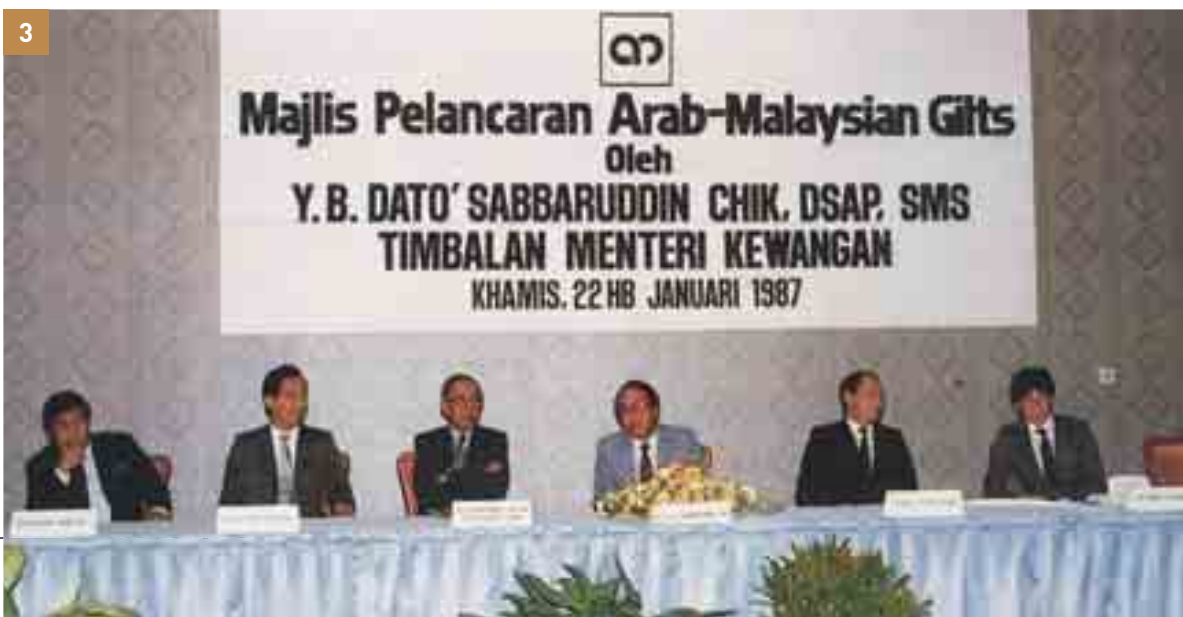 3
Majlis Pelancaran Arab-Malaysian Gilts
Oleh
Y.B. DATO' SABBARUDDIN CHIK, DSAP, SMS
TIMBALAN MENTERI KEWANGAN
KHAMIS, 22 HB JANUARI 1987